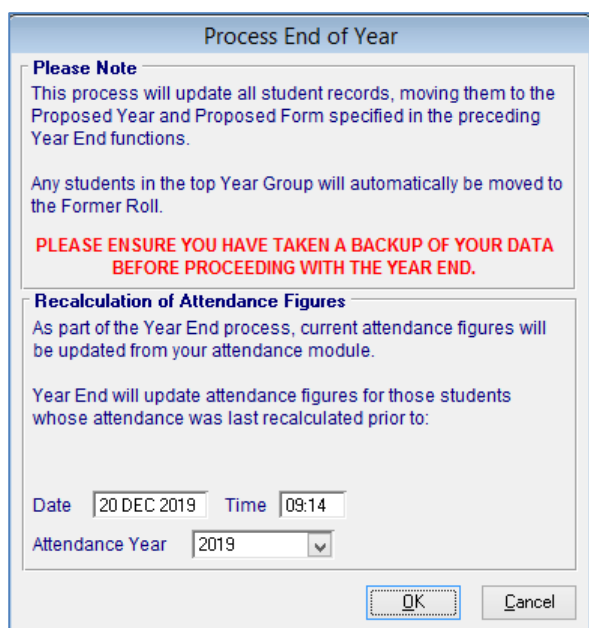 Process End of Year
Please Note
This process will update all student records, moving them to the
Proposed Year and Proposed Form specified in the preceding
Year End functions.
Any students in the top Year Group will automatically be moved to
the Former Roll.
PLEASE ENSURE YOU HAVE TAKEN A BACKUP OF YOUR DATA
BEFORE PROCEEDING WITH THE YEAR END.
Recalculation of Attendance Figures
As part of the Year End process, current attendance figures will
be updated from your attendance module.
Year End will update attendance figures for those students
whose attendance was last recalculated prior to:
Date 20 DEC 2019 Time 09:14
Attendance Year 2019
OK Cancel